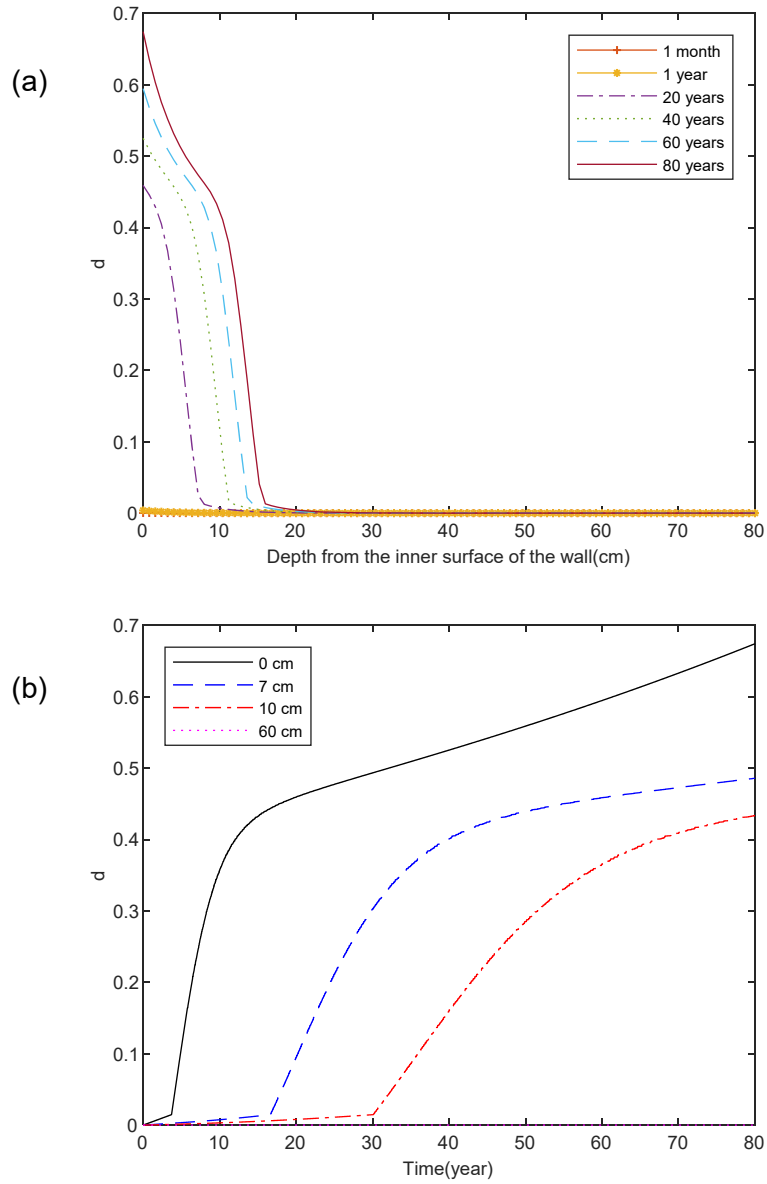 (a)
0.7
0.6
0.5
0.4
0.3
0.2
0.1
0
d
1 month
1 year
20 years
40 years
60 years
80 years
0 10 20 30 40 50 60 70 80
Depth from the inner surface of the wall(cm)
(b)
0.7
0.6
0.5
0.4
0.3
0.2
0.1
0
d
0 cm
7 cm
10 cm
60 cm
0 10 20 30 40 50 60 70 80
Time(year)